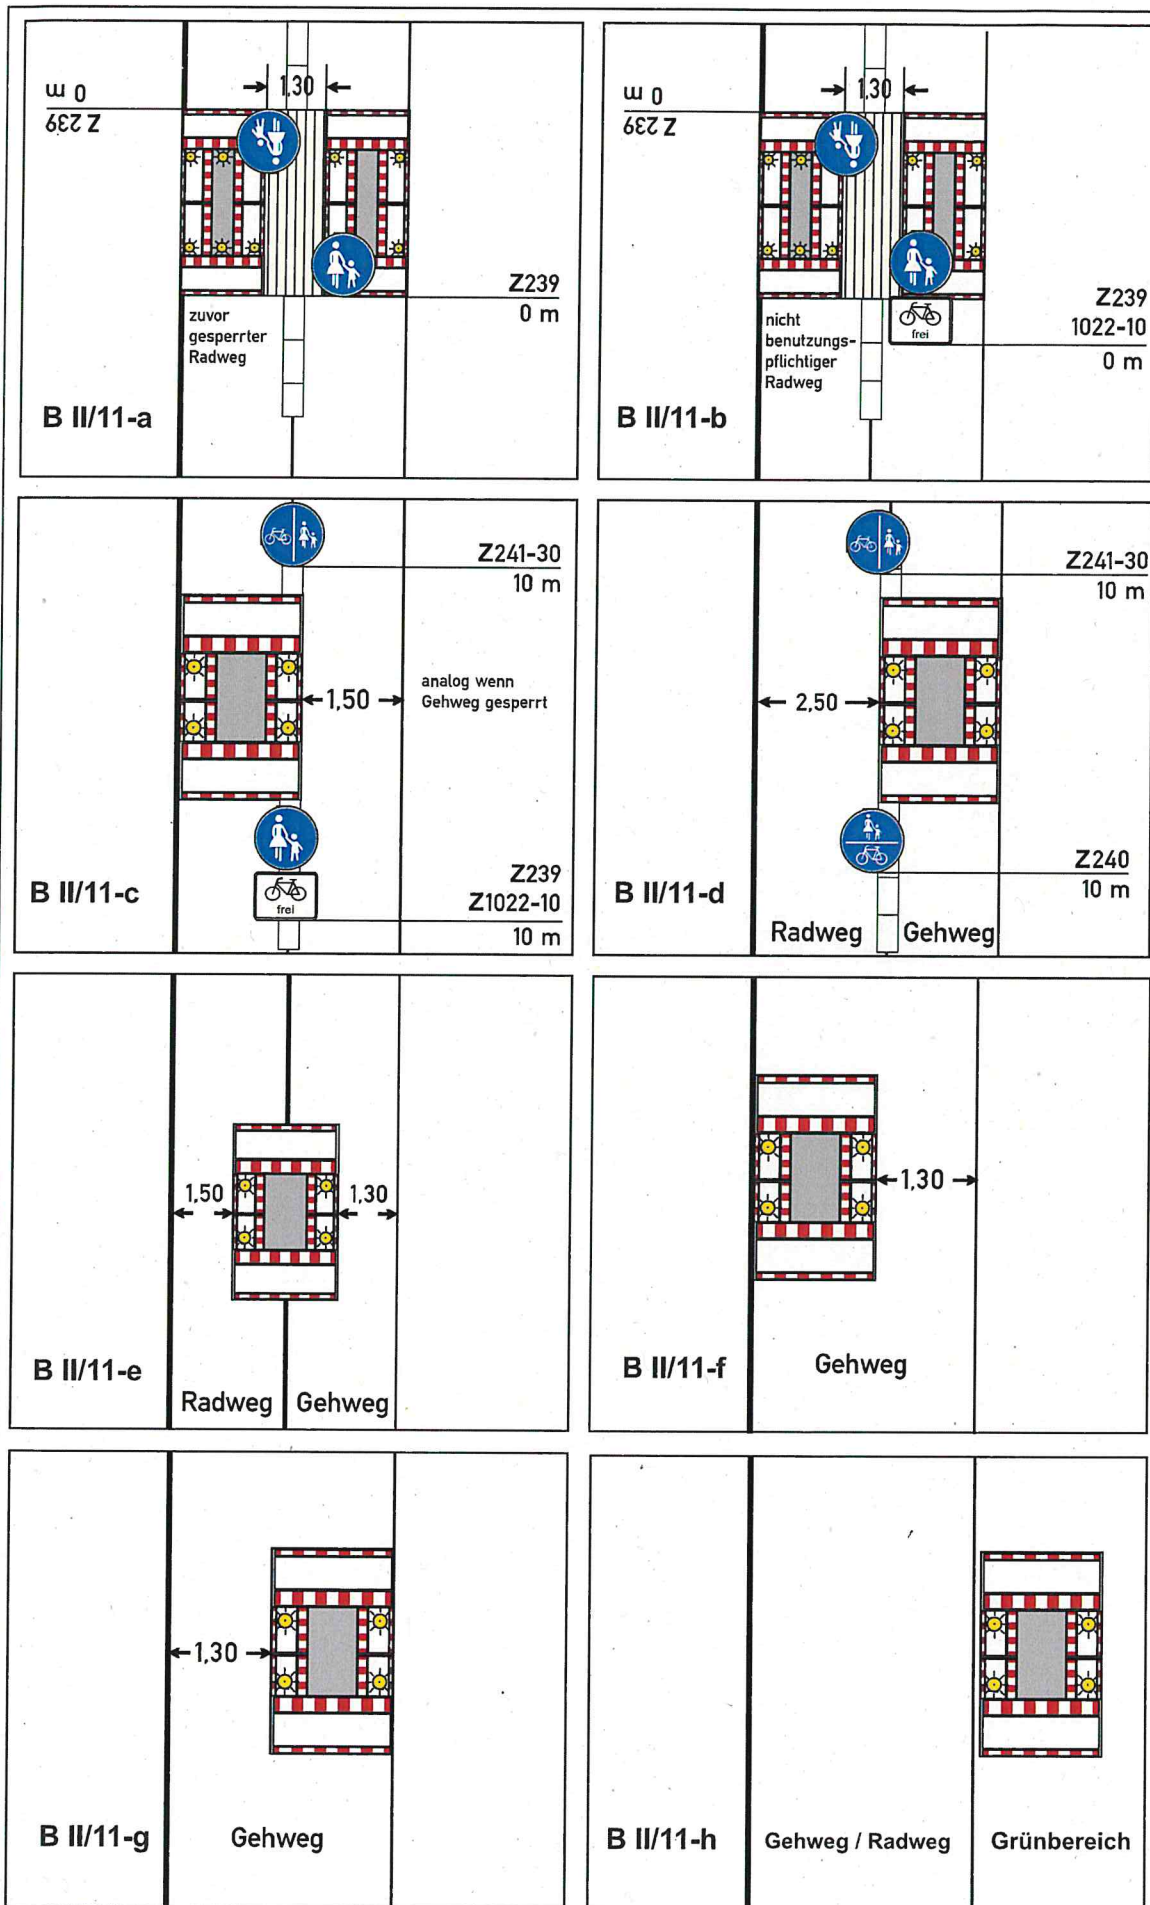 0 m
Z 239
1,30
Z239
0 m
zuvor
gesperrter
Radweg
B II/11-a
0 m
Z 239
1,30
frei
Z239
1022-10
0 m
nicht
benutzungs-
pflichtiger
Radweg
B II/11-b
Z241-30
10 m
1,50
analog wenn
Gehweg gesperrt
frei
Z239
Z1022-10
10 m
B II/11-c
Z241-30
10 m
2,50
Z240
10 m
B II/11-d
Radweg
Gehweg
1,50
1,30
B II/11-e
Radweg
Gehweg
1,30
B II/11-f
Gehweg
1,30
B II/11-g
Gehweg
B II/11-h
Gehweg / Radweg
Grünbereich